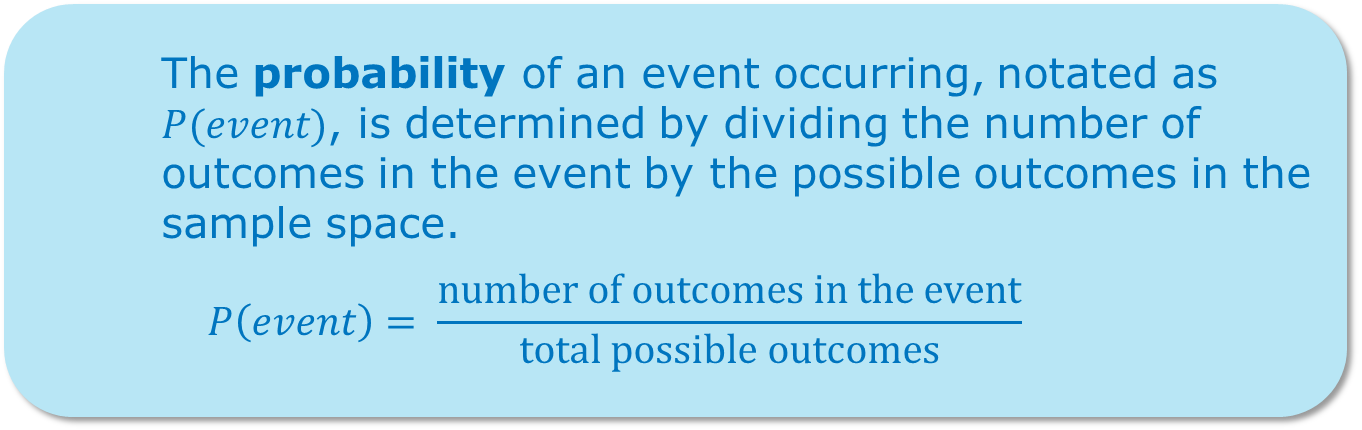 The probability of an event occurring, notated as
P(event), is determined by dividing the number of
outcomes in the event by the possible outcomes in the
sample space.
P(event) = number of outcomes in the event
total possible outcomes